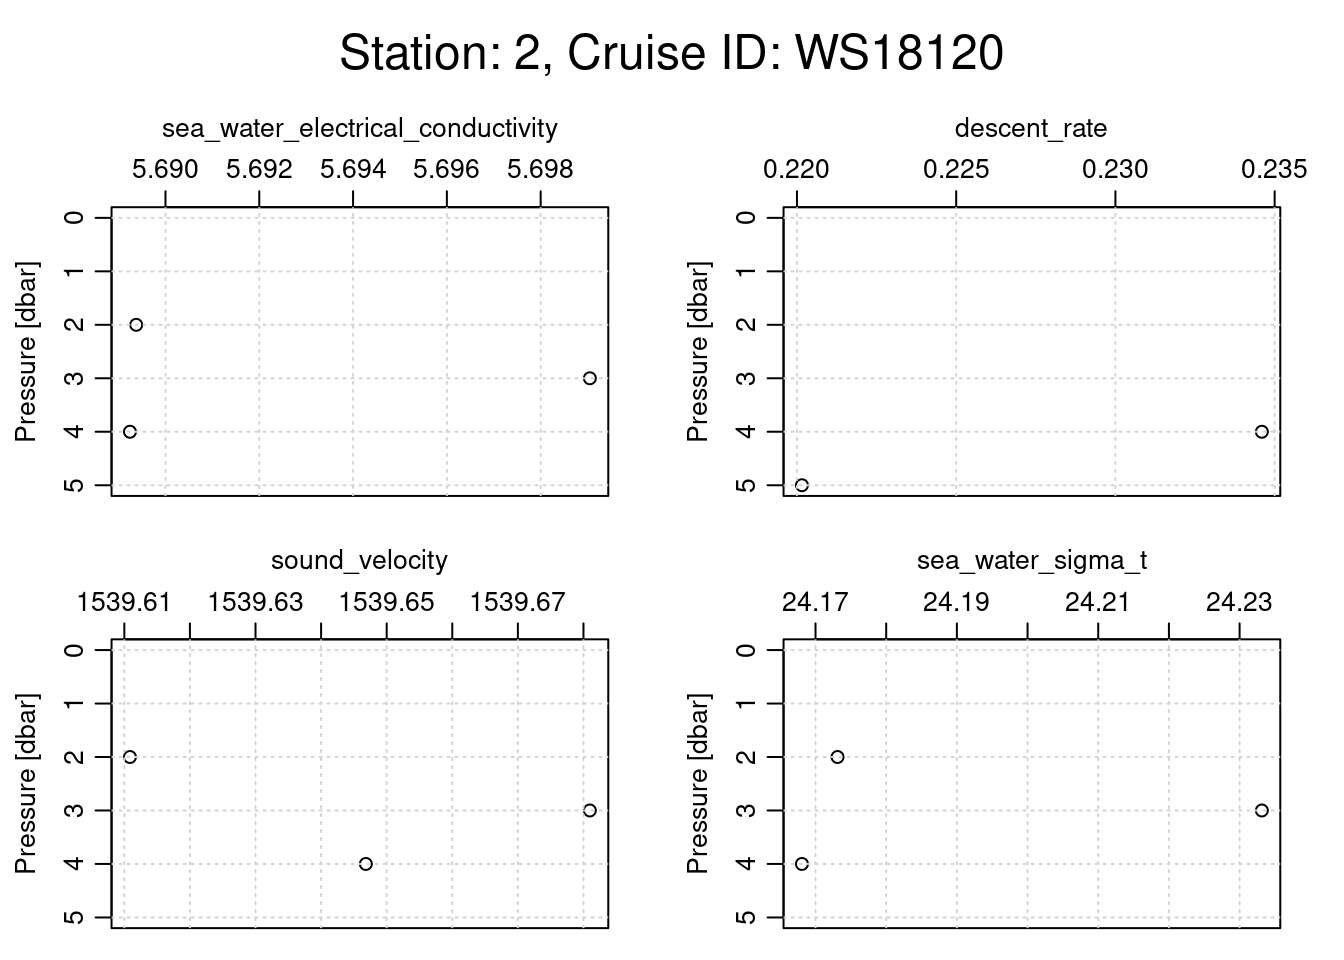 Station: 2, Cruise ID: WS18120
sea_water_electrical_conductivity
5.690 5.692 5.694 5.696 5.698
Pressure [dbar]
0
1
2
3
4
5
descent_rate
0.220 0.225 0.230 0.235
Pressure [dbar]
0
1
2
3
4
5
sound_velocity
1539.61 1539.63 1539.65 1539.67
Pressure [dbar]
0
1
2
3
4
5
sea_water_sigma_t
24.17 24.19 24.21 24.23
Pressure [dbar]
0
1
2
3
4
5